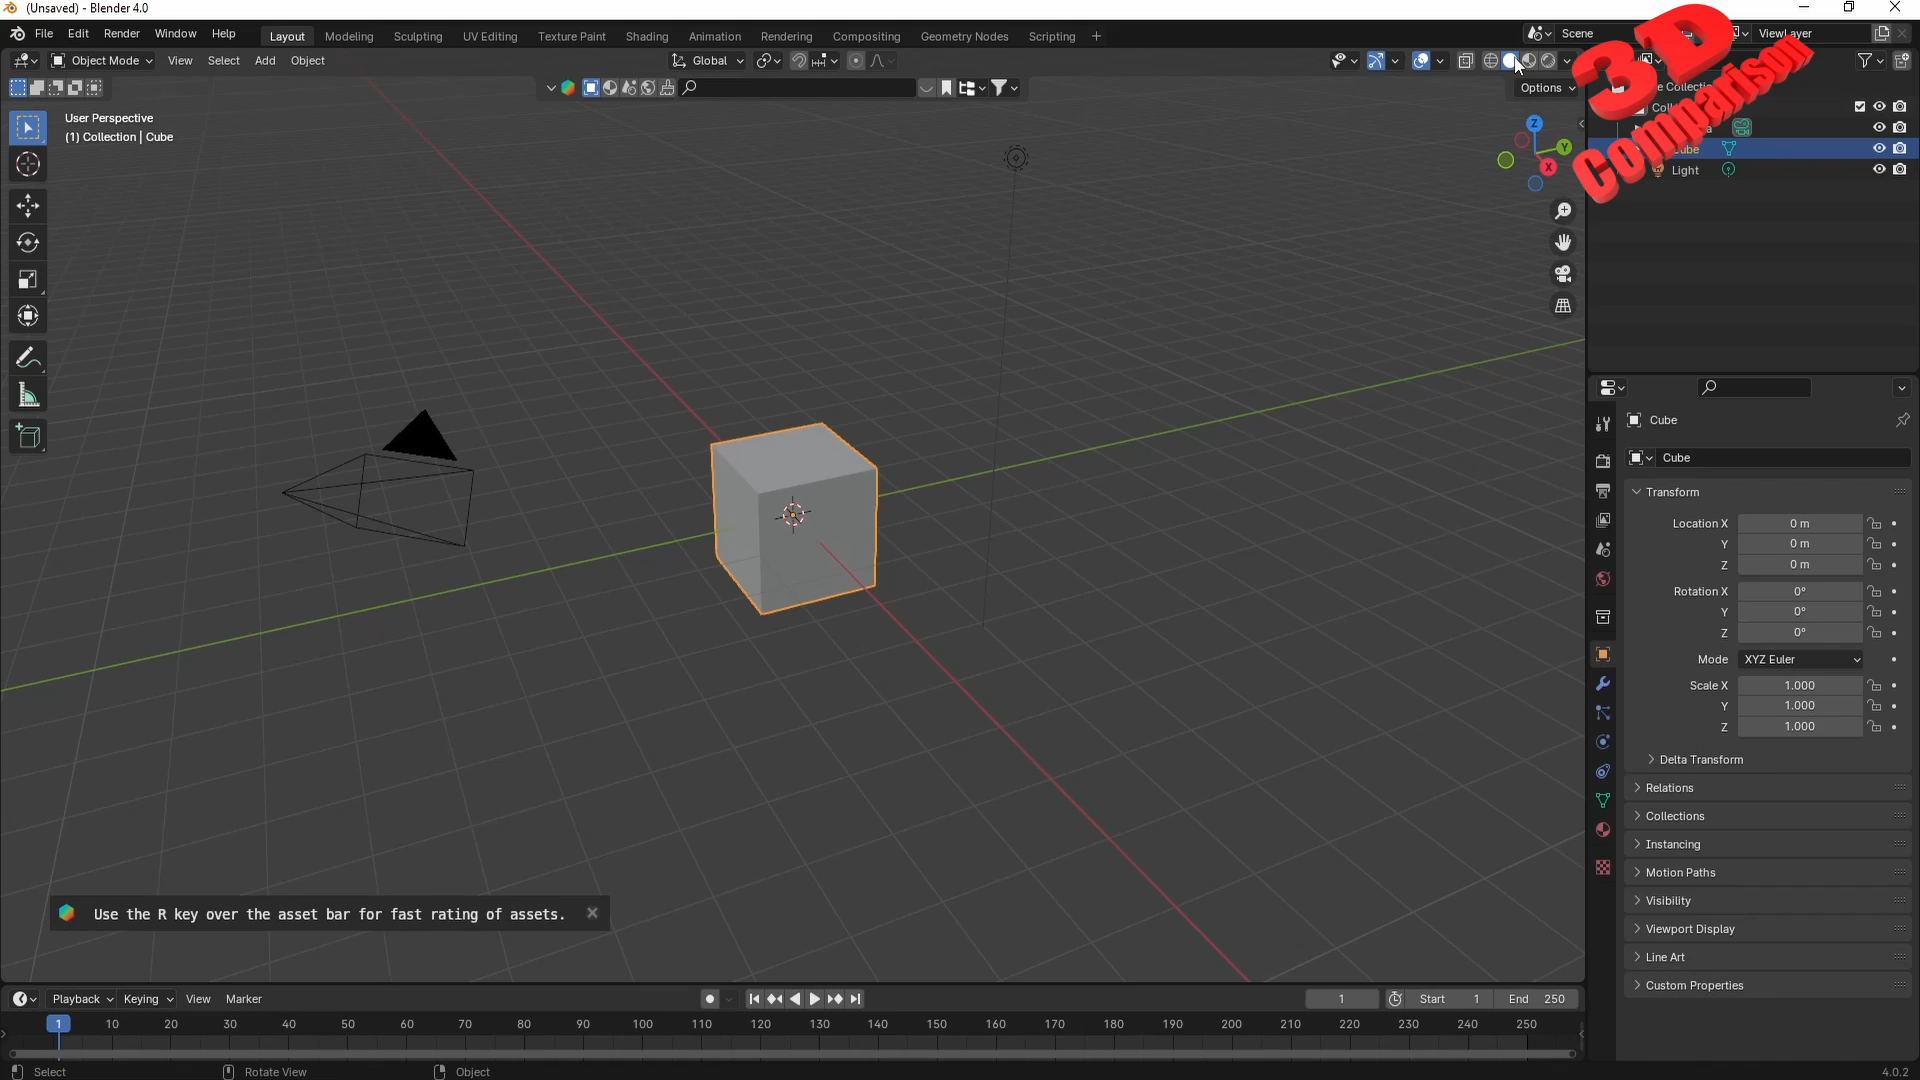 (Unsaved) - Blender 4.0
File Edit Render Window Help Layout Modeling Sculpting UV Editing Texture Paint Shading Animation Rendering Compositing Geometry Nodes Scripting + Scene ViewLayer
Object Mode View Select Add Object Global
Options
3D
Comparison
User Perspective
(1) Collection | Cube
Z
Y
X
Light
Cube
Cube
Transform
Location X 0 m
Y 0 m
Z 0 m
Rotation X 0°
Y 0°
Z 0°
Mode XYZ Euler
Scale X 1.000
Y 1.000
Z 1.000
Delta Transform
Relations
Collections
Instancing
Motion Paths
Visibility
Viewport Display
Line Art
Custom Properties
Use the R key over the asset bar for fast rating of assets.
Playback Keying View Marker 1 Start 1 End 250
1 10 20 30 40 50 60 70 80 90 100 110 120 130 140 150 160 170 180 190 200 210 220 230 240 250
Select Rotate View Object 4.0.2